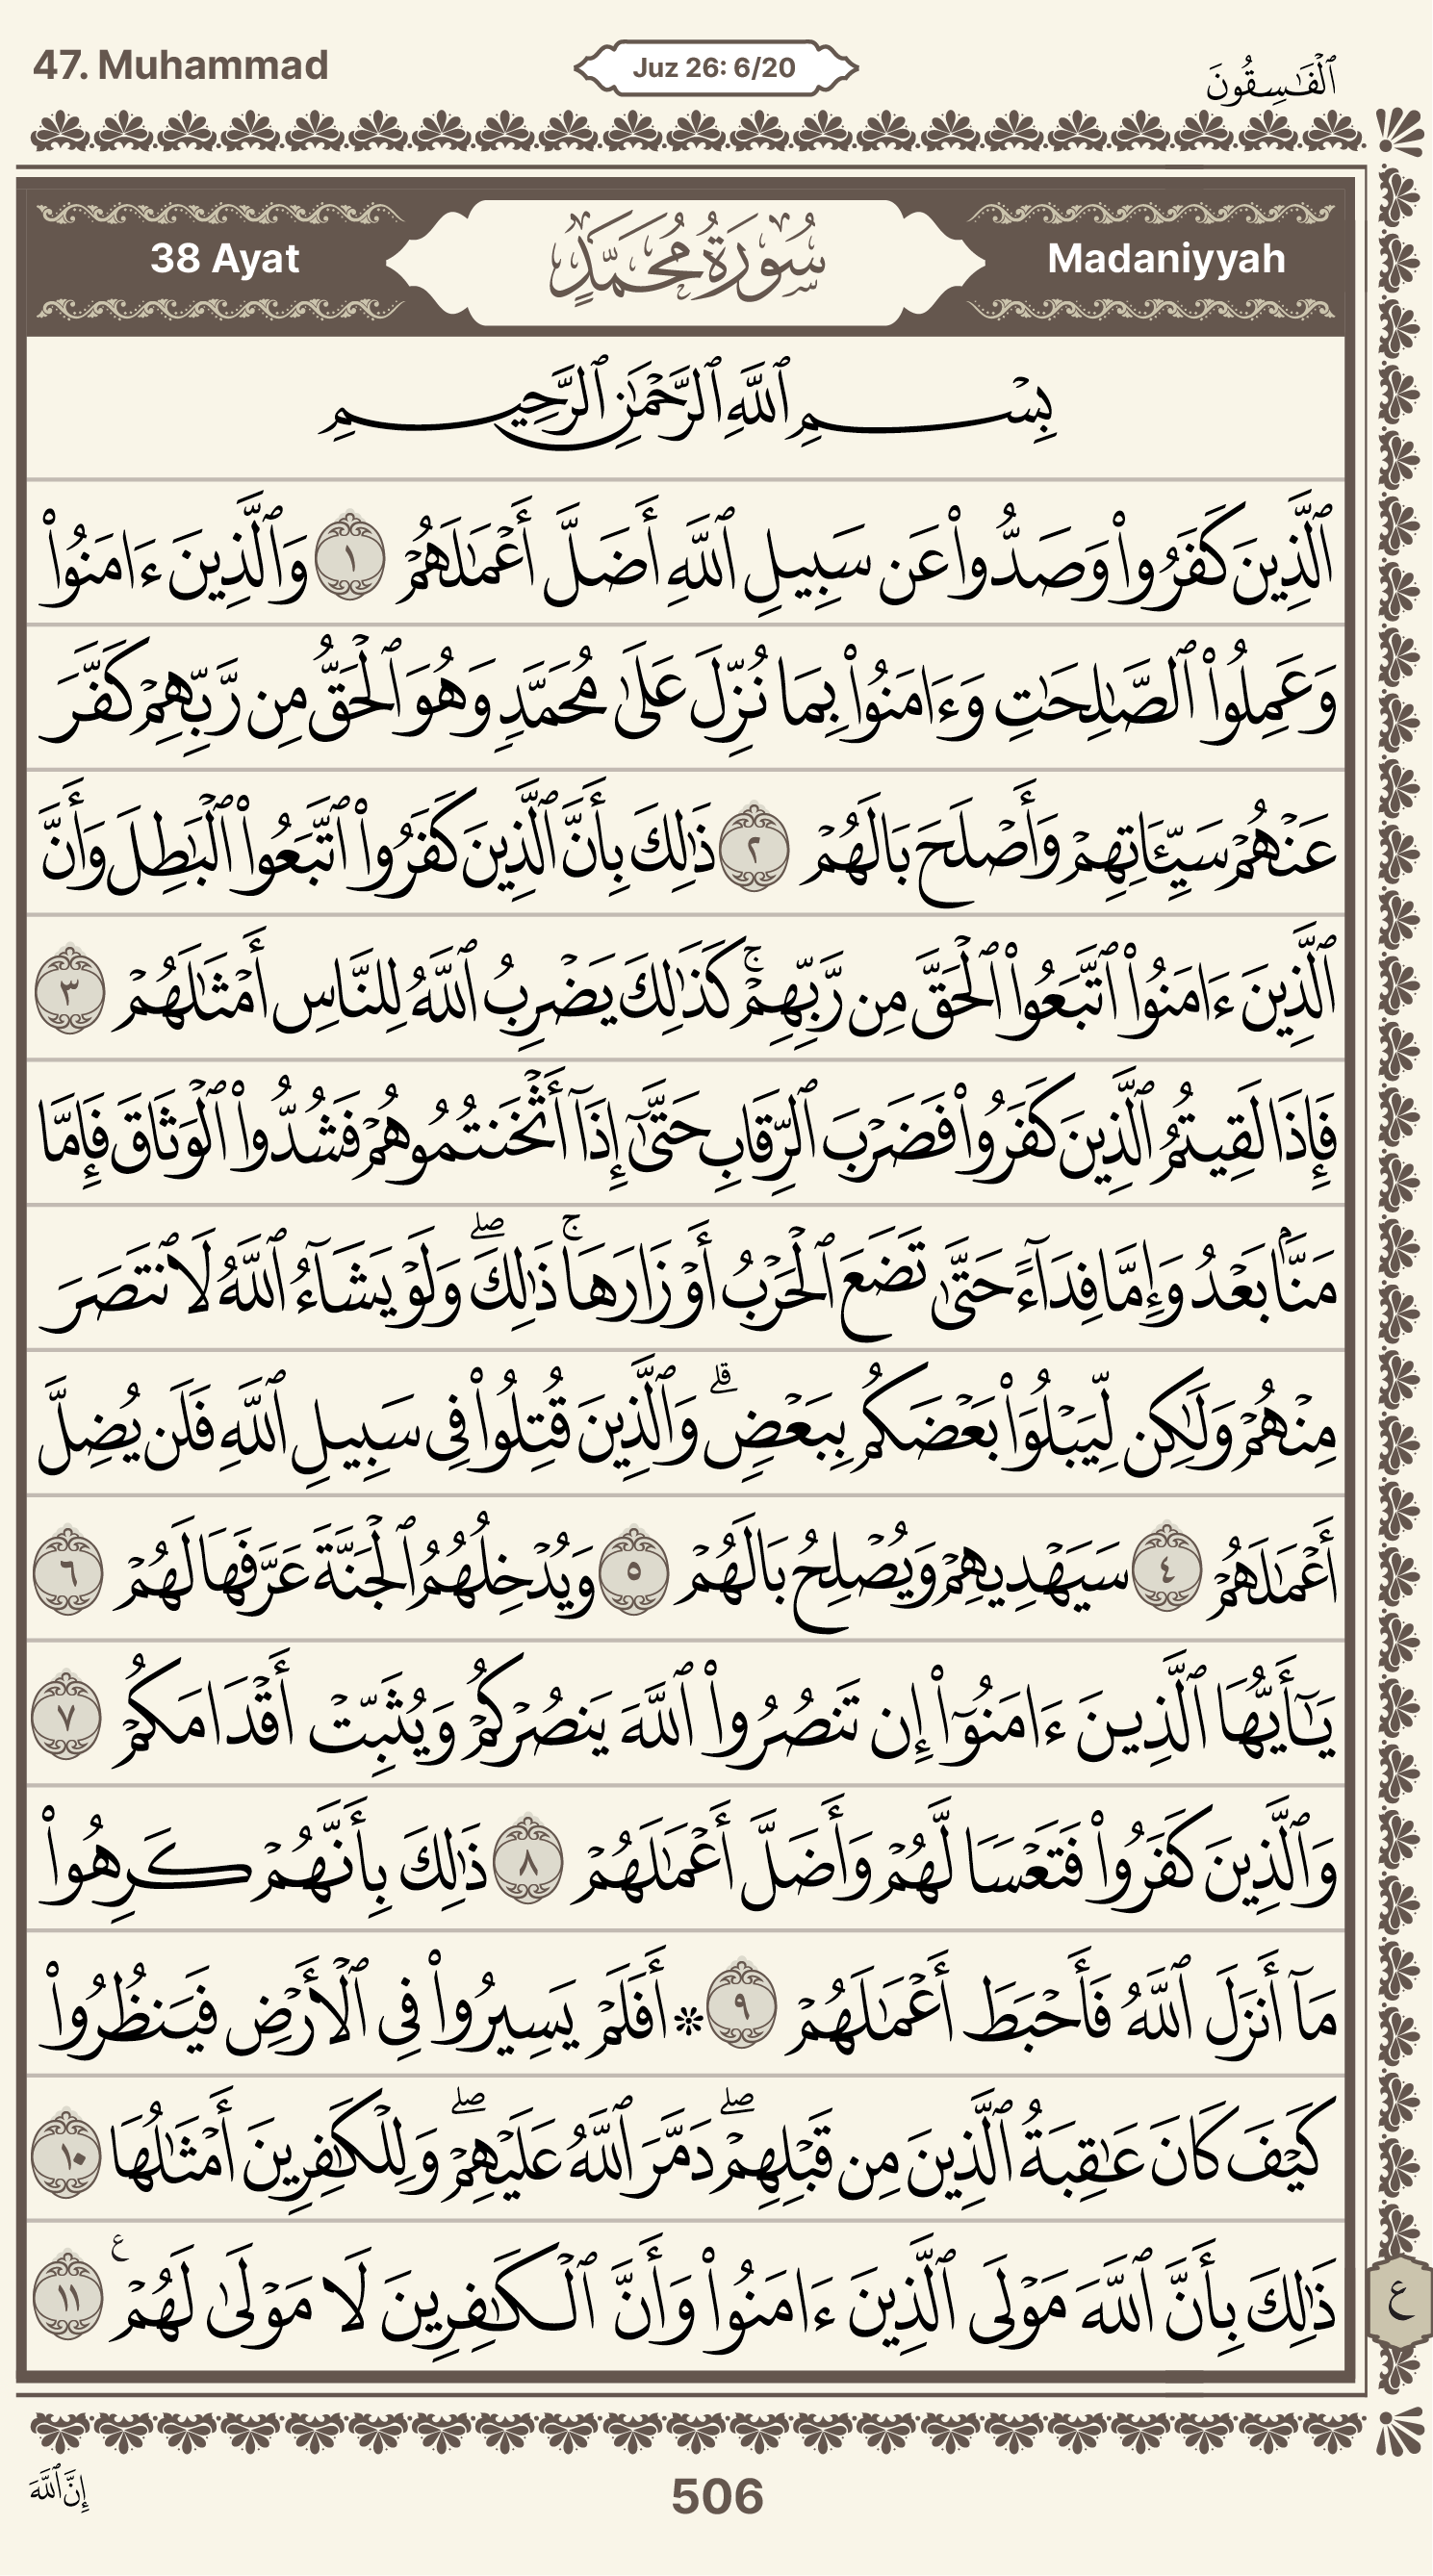 47. Muhammad
Juz 26: 6/20
ٱلْفَـٰسِقُونَ
38 Ayat
سُورَةُ مُحَمَّدٍ
Madaniyyah
بِسْمِ ٱللَّهِ ٱلرَّحْمَـٰنِ ٱلرَّحِيمِ
ٱلَّذِينَ كَفَرُوا۟ وَصَدُّوا۟ عَن سَبِيلِ ٱللَّهِ أَضَلَّ أَعْمَـٰلَهُمْ ١ وَٱلَّذِينَ ءَامَنُوا۟
وَعَمِلُوا۟ ٱلصَّـٰلِحَـٰتِ وَءَامَنُوا۟ بِمَا نُزِّلَ عَلَىٰ مُحَمَّدٍ وَهُوَ ٱلْحَقُّ مِن رَّبِّهِمْ كَفَّرَ
عَنْهُمْ سَيِّـَٔاتِهِمْ وَأَصْلَحَ بَالَهُمْ ٢ ذَٰلِكَ بِأَنَّ ٱلَّذِينَ كَفَرُوا۟ ٱتَّبَعُوا۟ ٱلْبَـٰطِلَ وَأَنَّ
ٱلَّذِينَ ءَامَنُوا۟ ٱتَّبَعُوا۟ ٱلْحَقَّ مِن رَّبِّهِمْ ۚ كَذَٰلِكَ يَضْرِبُ ٱللَّهُ لِلنَّاسِ أَمْثَـٰلَهُمْ ٣
فَإِذَا لَقِيتُمُ ٱلَّذِينَ كَفَرُوا۟ فَضَرْبَ ٱلرِّقَابِ حَتَّىٰٓ إِذَآ أَثْخَنتُمُوهُمْ فَشُدُّوا۟ ٱلْوَثَاقَ فَإِمَّا
مَنًّۢا بَعْدُ وَإِمَّا فِدَآءً حَتَّىٰ تَضَعَ ٱلْحَرْبُ أَوْزَارَهَا ۚ ذَٰلِكَ ۖ وَلَوْ يَشَآءُ ٱللَّهُ لَٱنتَصَرَ
مِنْهُمْ وَلَـٰكِن لِّيَبْلُوَا۟ بَعْضَكُم بِبَعْضٍ ۗ وَٱلَّذِينَ قُتِلُوا۟ فِى سَبِيلِ ٱللَّهِ فَلَن يُضِلَّ
أَعْمَـٰلَهُمْ ٤ سَيَهْدِيهِمْ وَيُصْلِحُ بَالَهُمْ ٥ وَيُدْخِلُهُمُ ٱلْجَنَّةَ عَرَّفَهَا لَهُمْ ٦
يَـٰٓأَيُّهَا ٱلَّذِينَ ءَامَنُوٓا۟ إِن تَنصُرُوا۟ ٱللَّهَ يَنصُرْكُمْ وَيُثَبِّتْ أَقْدَامَكُمْ ٧
وَٱلَّذِينَ كَفَرُوا۟ فَتَعْسًا لَّهُمْ وَأَضَلَّ أَعْمَـٰلَهُمْ ٨ ذَٰلِكَ بِأَنَّهُمْ كَرِهُوا۟
مَآ أَنزَلَ ٱللَّهُ فَأَحْبَطَ أَعْمَـٰلَهُمْ ٩ ۞ أَفَلَمْ يَسِيرُوا۟ فِى ٱلْأَرْضِ فَيَنظُرُوا۟
كَيْفَ كَانَ عَـٰقِبَةُ ٱلَّذِينَ مِن قَبْلِهِمْ ۖ دَمَّرَ ٱللَّهُ عَلَيْهِمْ ۖ وَلِلْكَـٰفِرِينَ أَمْثَـٰلُهَا ١٠
ذَٰلِكَ بِأَنَّ ٱللَّهَ مَوْلَى ٱلَّذِينَ ءَامَنُوا۟ وَأَنَّ ٱلْكَـٰفِرِينَ لَا مَوْلَىٰ لَهُمْ ع ١١
ع
إِنَّ ٱللَّهَ
506